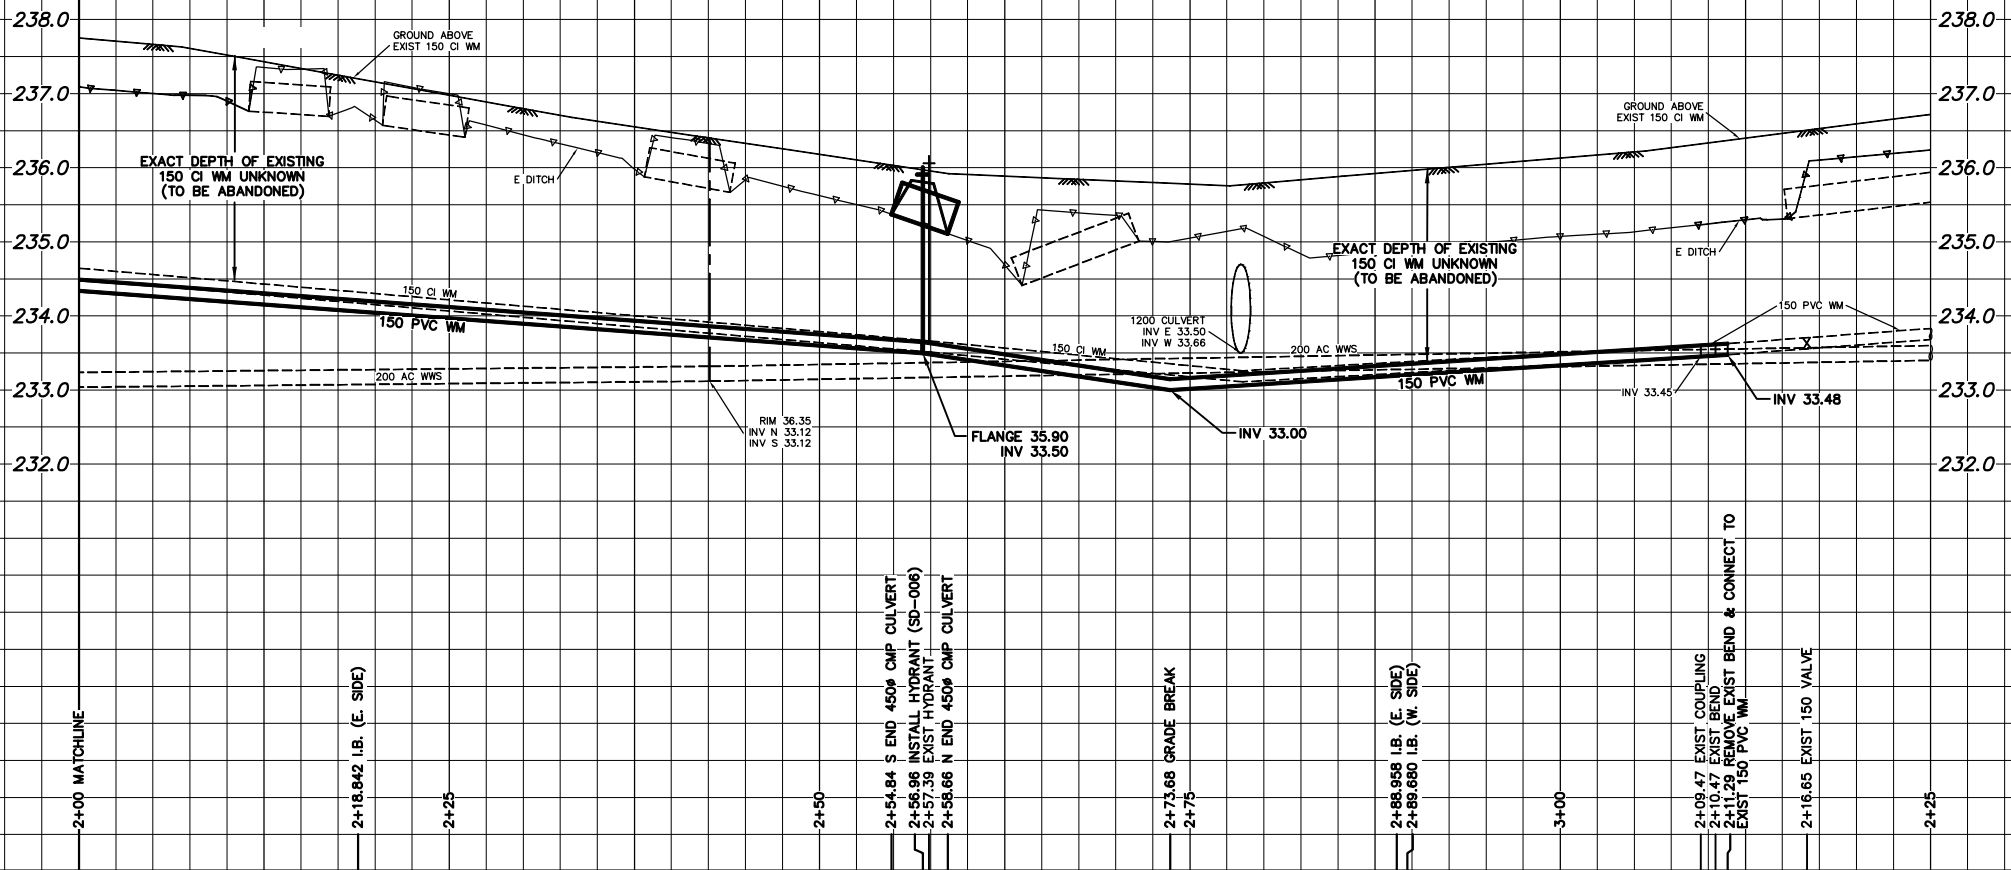 238.0
238.0
GROUND ABOVE
EXIST 150 CI WM
237.0
237.0
GROUND ABOVE
EXIST 150 CI WM
EXACT DEPTH OF EXISTING
150 CI WM UNKNOWN
(TO BE ABANDONED)
236.0
236.0
E DITCH
235.0
235.0
EXACT DEPTH OF EXISTING
150 CI WM UNKNOWN
(TO BE ABANDONED)
E DITCH
150 CI WM
150 PVC WM
234.0
234.0
150 PVC WM
1200 CULVERT
INV E 33.50
INV W 33.66
150 CI WM
200 AC WWS
233.0
233.0
200 AC WWS
150 PVC WM
INV 33.45
INV 33.48
RIM 36.35
INV N 33.12
INV S 33.12
FLANGE 35.90
INV 33.50
INV 33.00
232.0
232.0
2+00 MATCHLINE
2+18.842 I.B. (E. SIDE)
2+25
2+50
2+54.84 S END 450ø CMP CULVERT
2+56.96 INSTALL HYDRANT (SD-006)
2+57.39 EXIST HYDRANT
2+58.66 N END 450ø CMP CULVERT
2+73.68 GRADE BREAK
2+75
2+88.958 I.B. (E. SIDE)
2+89.680 I.B. (W. SIDE)
3+00
2+09.47 EXIST COUPLING
2+10.47 EXIST BEND
2+11.29 REMOVE EXIST BEND & CONNECT TO
EXIST 150 PVC WM
2+16.65 EXIST 150 VALVE
2+25